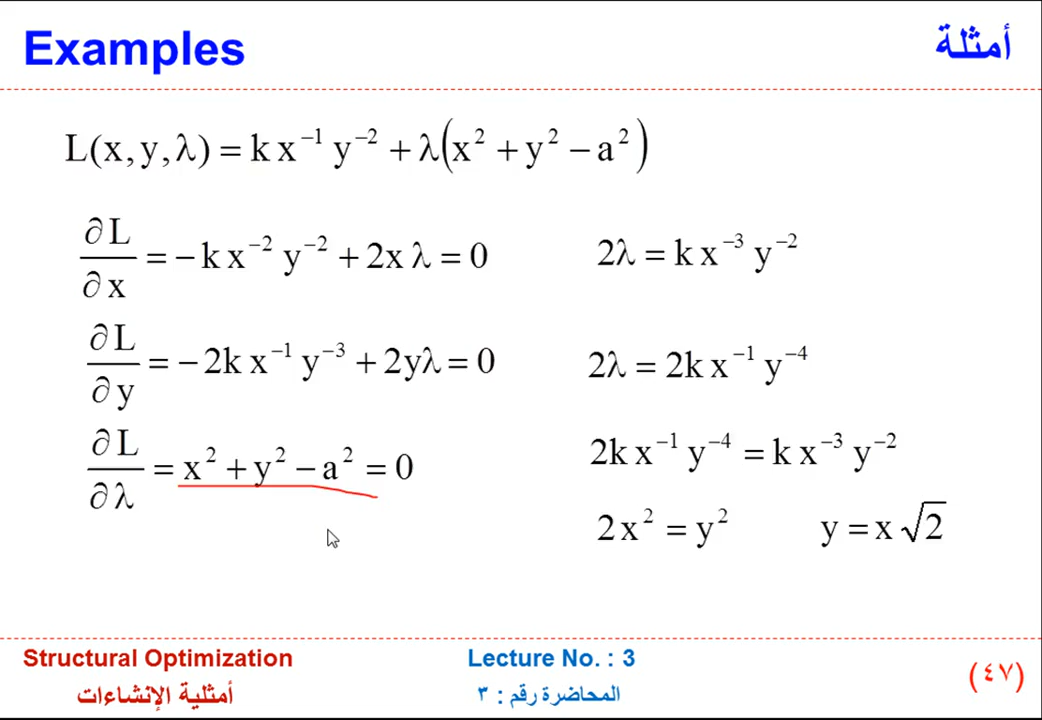 Examples
أمثلة
L(x, y, λ) = k x⁻¹ y⁻² + λ(x² + y² − a²)
∂L/∂x = − k x⁻² y⁻² + 2x λ = 0
2λ = k x⁻³ y⁻²
∂L/∂y = − 2k x⁻¹ y⁻³ + 2yλ = 0
2λ = 2k x⁻¹ y⁻⁴
∂L/∂λ = x² + y² − a² = 0
2k x⁻¹ y⁻⁴ = k x⁻³ y⁻²
2x² = y² y = x √2
Structural Optimization
Lecture No. : 3
أمثلية الإنشاءات
المحاضرة رقم : ٣
(٤٧)